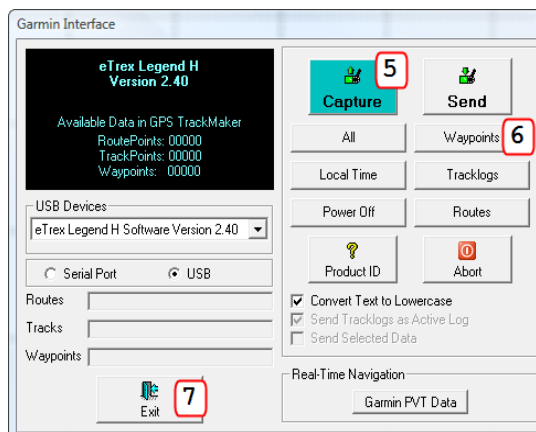 Garmin Interface
eTrex Legend H
Version 2.40
Available Data in GPS TrackMaker
RoutePoints: 00000
TrackPoints: 00000
Waypoints: 00000
USB Devices
eTrex Legend H Software Version 2.40
Serial Port
USB
Routes
Tracks
Waypoints
Exit
7
Capture
5
Send
All
Waypoints
6
Local Time
Tracklogs
Power Off
Routes
Product ID
Abort
Convert Text to Lowercase
Send Tracklogs as Active Log
Send Selected Data
Real-Time Navigation
Garmin PVT Data